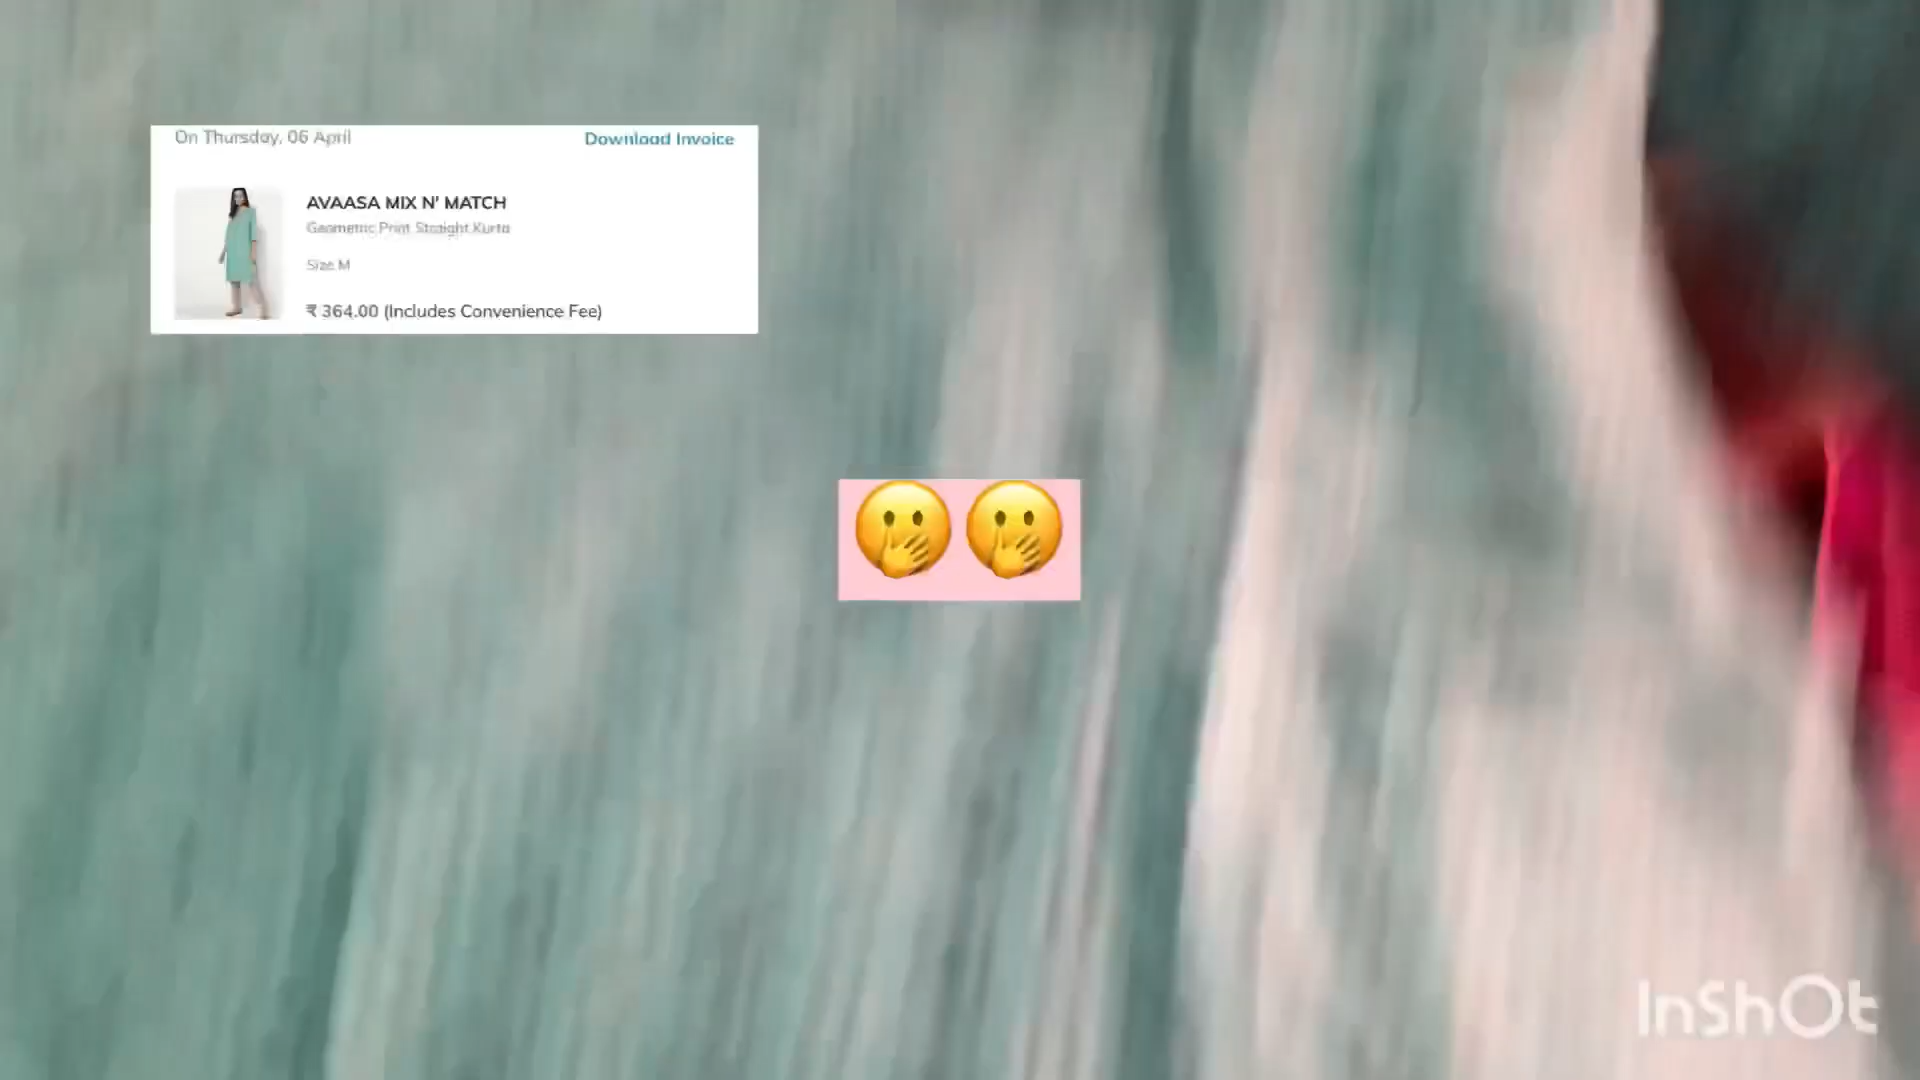 On Thursday, 06 April
Download Invoice
AVAASA MIX N' MATCH
Geometric Print Straight Kurta
Size M
₹ 364.00 (Includes Convenience Fee)
InShOt